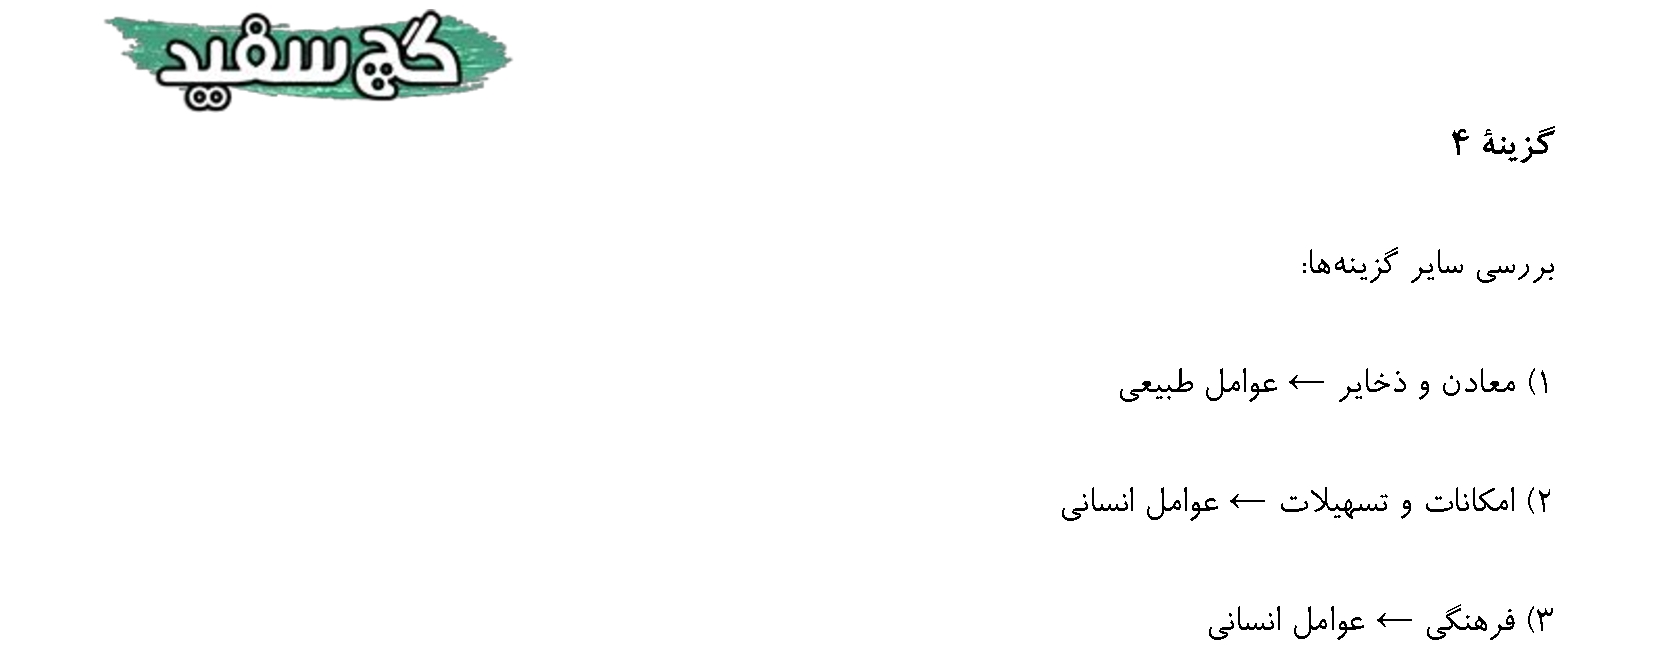 گچ سفید
گزینهٔ ۴
بررسی سایر گزینه‌ها:
۱) معادن و ذخایر ← عوامل طبیعی
۲) امکانات و تسهیلات ← عوامل انسانی
۳) فرهنگی ← عوامل انسانی